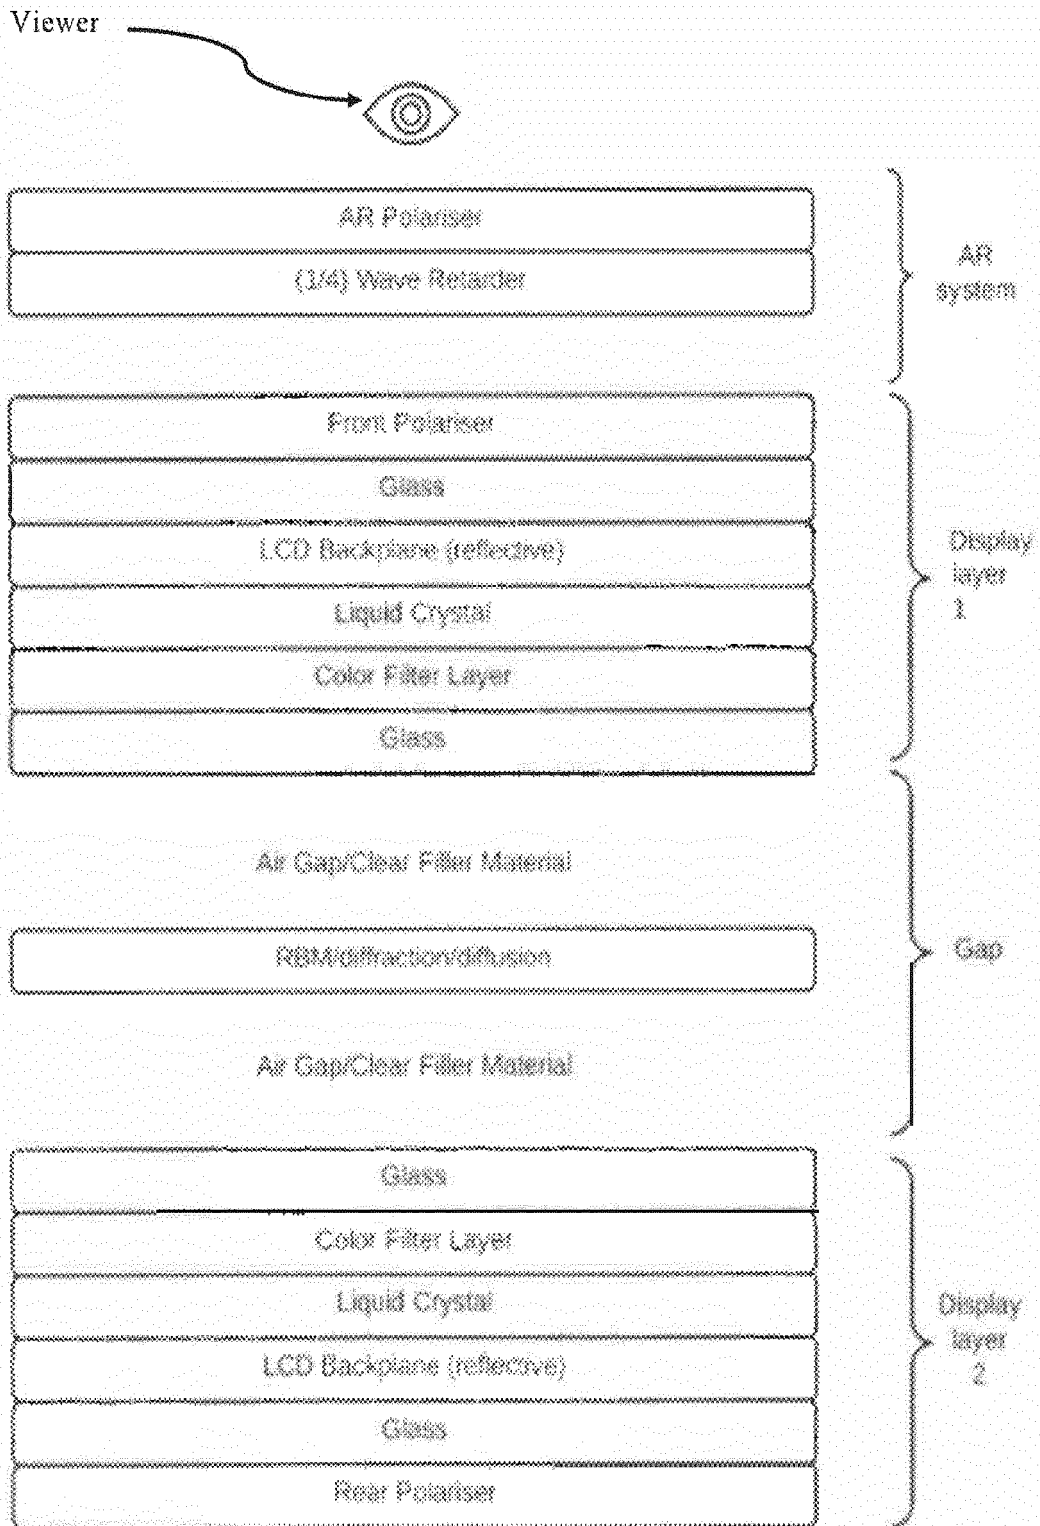 Viewer
AR Polariser
(1/4) Wave Retarder
AR
system
Front Polariser
Glass
LCD Backplane (reflective)
Liquid Crystal
Color Filter Layer
Glass
Display
layer
1
Air Gap/Clear Filler Material
RBM/diffraction/diffusion
Air Gap/Clear Filler Material
Gap
Glass
Color Filter Layer
Liquid Crystal
LCD Backplane (reflective)
Glass
Rear Polariser
Display
layer
2